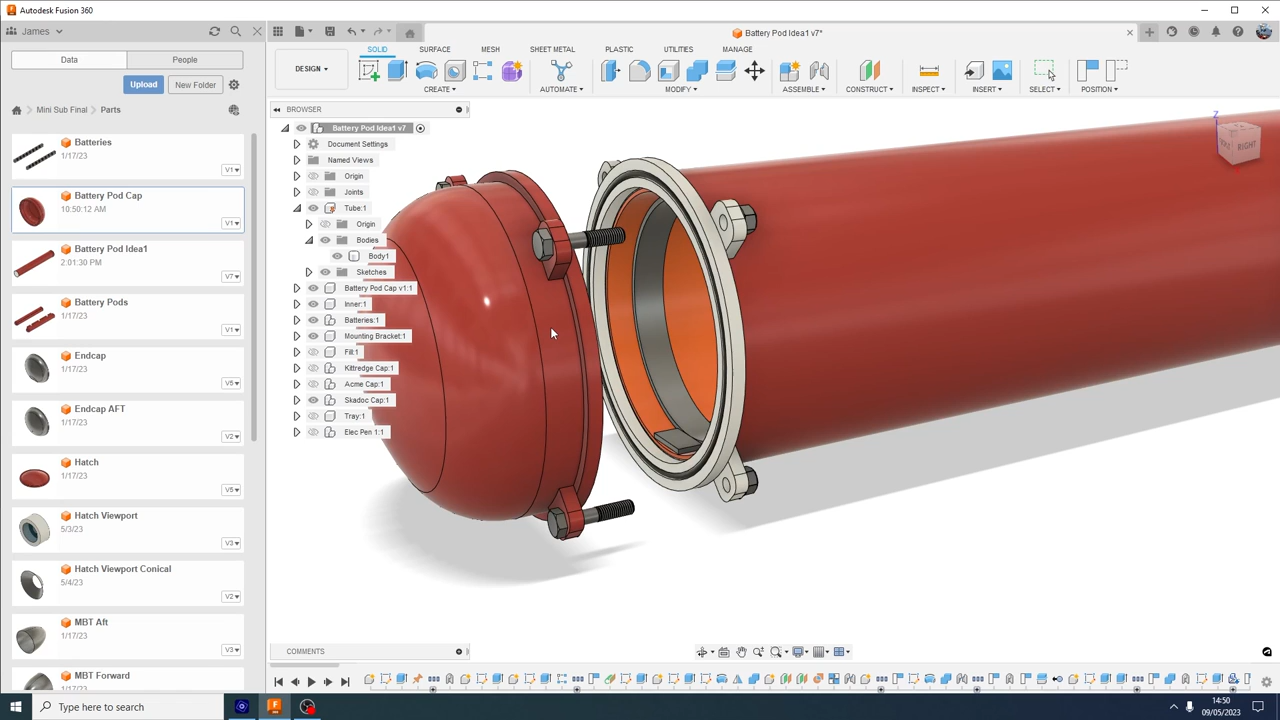 Autodesk Fusion 360
James
Battery Pod Idea1 v7*
Data
People
Upload
New Folder
Mini Sub Final
Parts
Batteries
1/17/23
V1
Battery Pod Cap
10:50:12 AM
V1
Battery Pod Idea1
2:01:30 PM
V7
Battery Pods
1/17/23
V1
Endcap
V5
Endcap AFT
V2
Hatch
1/17/23
V5
Hatch Viewport
5/3/23
V3
Hatch Viewport Conical
5/4/23
V2
MBT Aft
1/17/23
V3
MBT Forward
SOLID
SURFACE
MESH
SHEET METAL
PLASTIC
UTILITIES
MANAGE
DESIGN
CREATE
AUTOMATE
MODIFY
ASSEMBLE
CONSTRUCT
INSPECT
INSERT
SELECT
POSITION
BROWSER
Battery Pod Idea1 v7
Document Settings
Named Views
Origin
Joints
Tube:1
Origin
Bodies
Body1
Sketches
Battery Pod Cap v1:1
Inner:1
Batteries:1
Mounting Bracket:1
Fill:1
Kittredge Cap:1
Acme Cap:1
Skadoc Cap:1
Tray:1
Elec Pen 1:1
Z
RIGHT
COMMENTS
Type here to search
14:50
09/05/2023